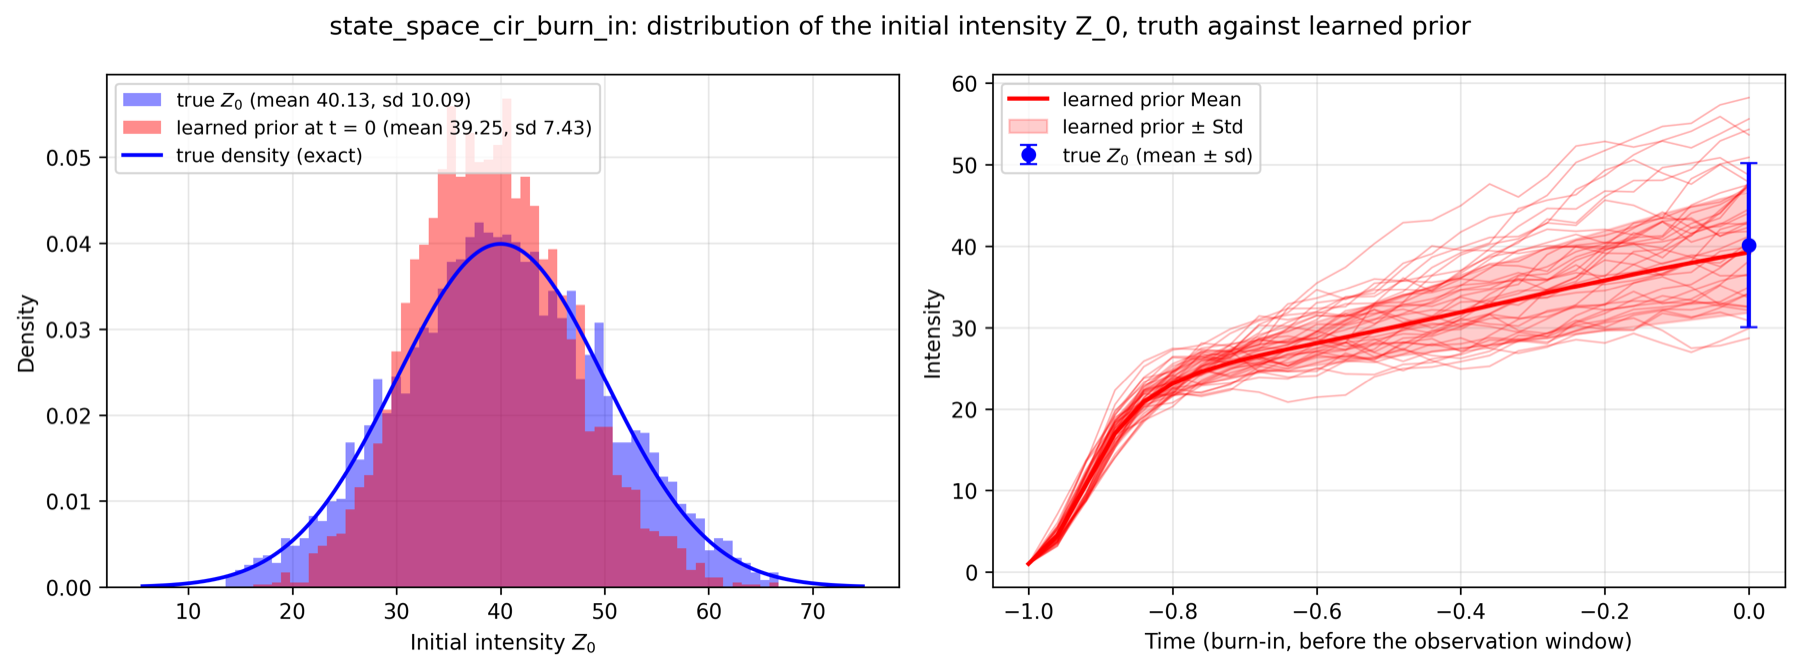 state_space_cir_burn_in: distribution of the initial intensity Z_0, truth against learned prior
true Z₀ (mean 40.13, sd 10.09)
learned prior at t = 0 (mean 39.25, sd 7.43)
true density (exact)
Density
0.05
0.04
0.03
0.02
0.01
0.00
10 20 30 40 50 60 70
Initial intensity Z₀
learned prior Mean
learned prior ± Std
true Z₀ (mean ± sd)
Intensity
60
50
40
30
20
10
0
−1.0 −0.8 −0.6 −0.4 −0.2 0.0
Time (burn-in, before the observation window)